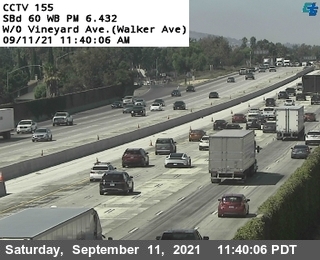 CCTV 155
SBd 60 WB PM 6.432
W/O Vineyard Ave.(Walker Ave)
09/11/21 11:40:06 AM
Saturday, September 11, 2021 11:40:06 PDT